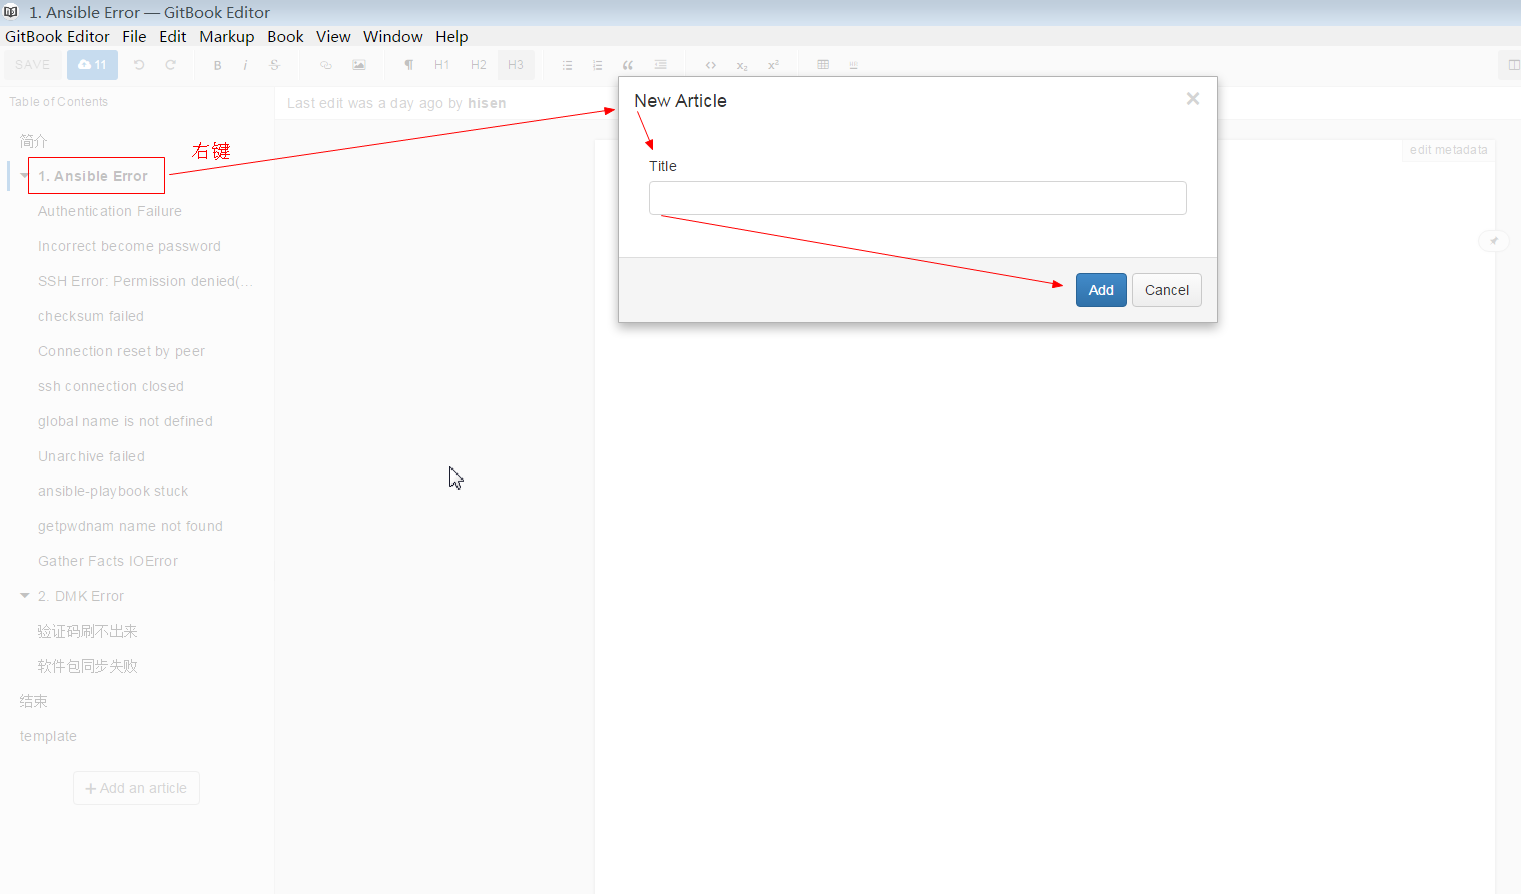 1. Ansible Error — GitBook Editor
GitBook Editor File Edit Markup Book View Window Help
SAVE 11 B i S ¶ H1 H2 H3 “ <> x₂ x²
Table of Contents
Last edit was a day ago by hisen
简介
右键
1. Ansible Error
Authentication Failure
Incorrect become password
SSH Error: Permission denied(...
checksum failed
Connection reset by peer
ssh connection closed
global name is not defined
Unarchive failed
ansible-playbook stuck
getpwdnam name not found
Gather Facts IOError
2. DMK Error
验证码刷不出来
软件包同步失败
结束
template
+ Add an article
New Article ×
Title
Add Cancel
edit metadata